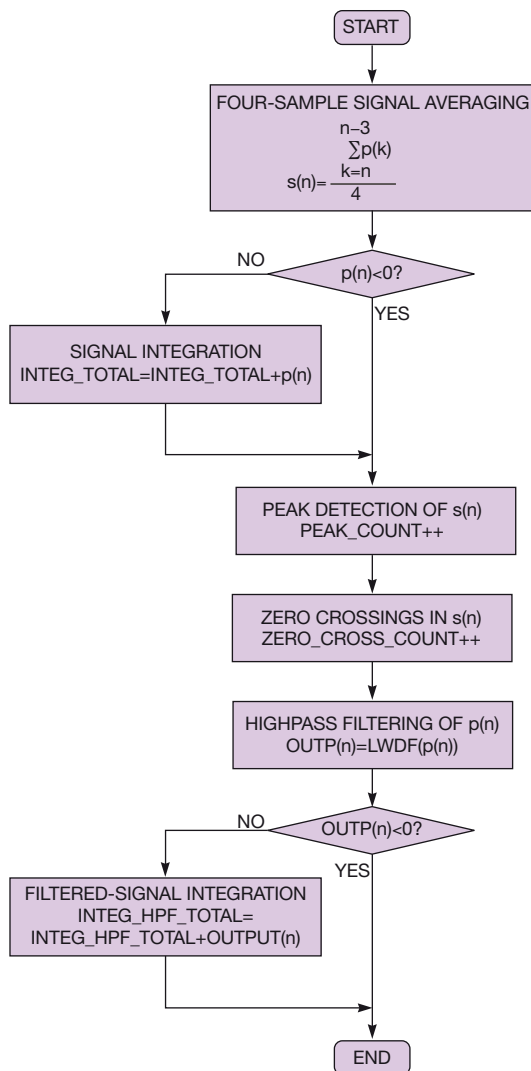 START
FOUR-SAMPLE SIGNAL AVERAGING
n–3
∑p(k)
k=n
s(n)=
4
p(n)<0?
NO
YES
SIGNAL INTEGRATION
INTEG_TOTAL=INTEG_TOTAL+p(n)
PEAK DETECTION OF s(n)
PEAK_COUNT++
ZERO CROSSINGS IN s(n)
ZERO_CROSS_COUNT++
HIGHPASS FILTERING OF p(n)
OUTP(n)=LWDF(p(n))
OUTP(n)<0?
NO
YES
FILTERED-SIGNAL INTEGRATION
INTEG_HPF_TOTAL=
INTEG_HPF_TOTAL+OUTPUT(n)
END